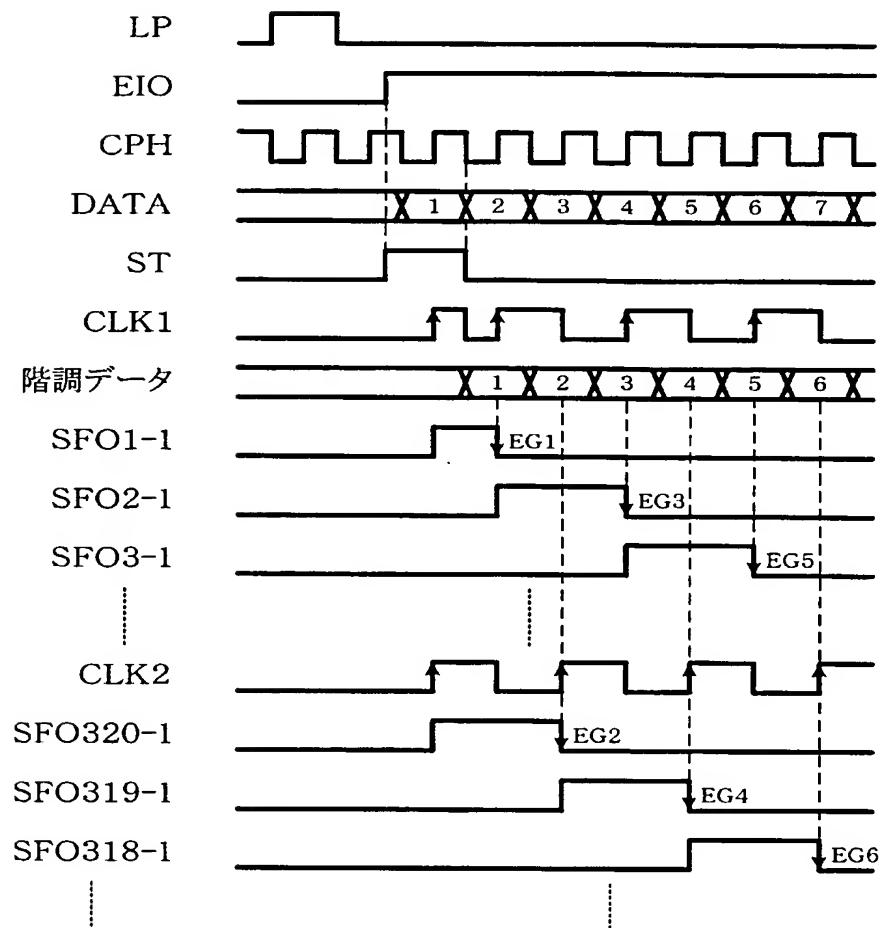 LP
EIO
CPH
DATA 1 2 3 4 5 6 7
ST
CLK1
階調データ 1 2 3 4 5 6
SFO1-1 EG1
SFO2-1 EG3
SFO3-1 EG5
CLK2
SFO320-1 EG2
SFO319-1 EG4
SFO318-1 EG6